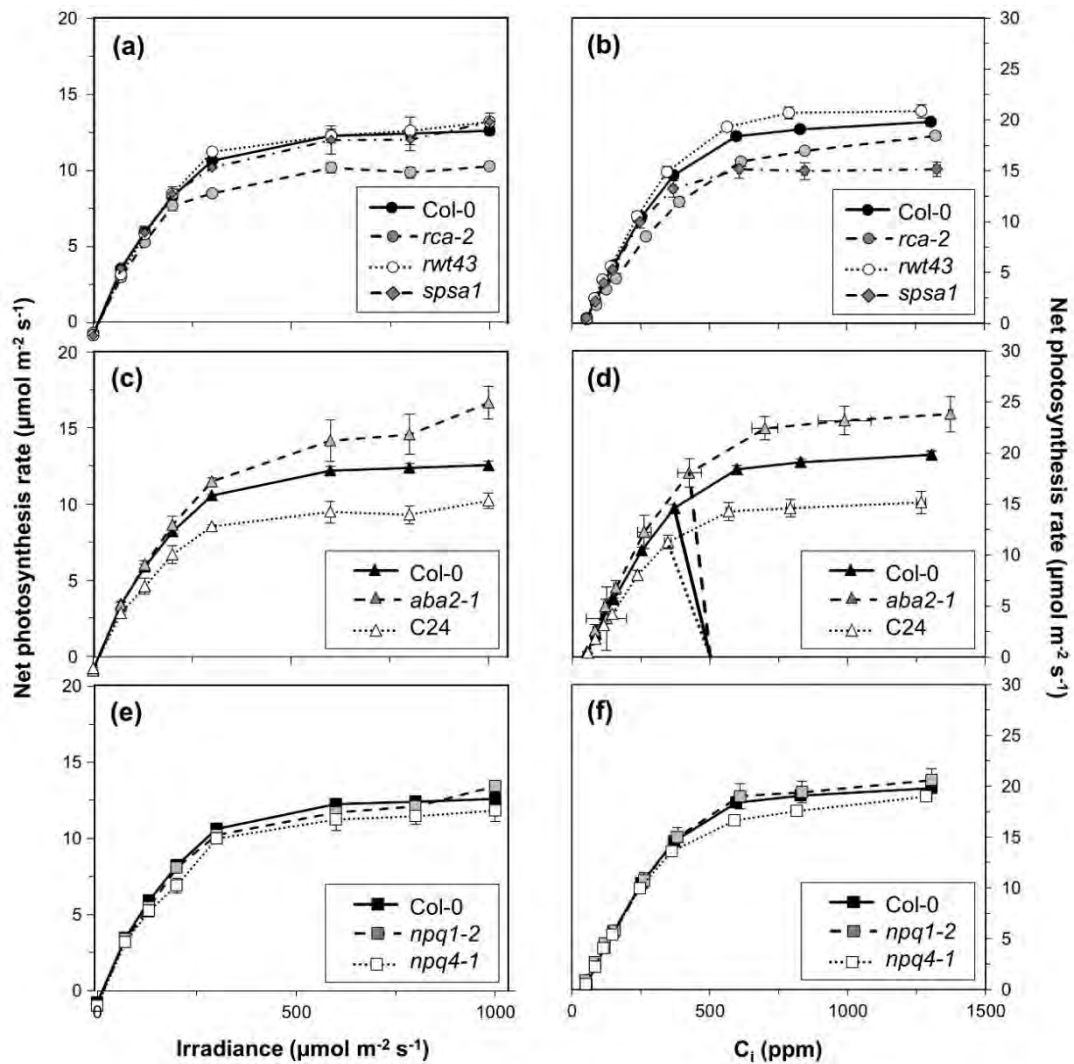 Net photosynthesis rate (µmol m⁻² s⁻¹)
(a)
20
15
10
5
0
Col-0
rca-2
rwt43
spsa1
(b)
30
25
20
15
10
5
0
Col-0
rca-2
rwt43
spsa1
(c)
20
15
10
5
0
Col-0
aba2-1
C24
(d)
30
25
20
15
10
5
0
Col-0
aba2-1
C24
(e)
20
15
10
5
0
Col-0
npq1-2
npq4-1
0 500 1000
Irradiance (µmol m⁻² s⁻¹)
(f)
30
25
20
15
10
5
0
Col-0
npq1-2
npq4-1
0 500 1000 1500
Cᵢ (ppm)
Net photosynthesis rate (µmol m⁻² s⁻¹)